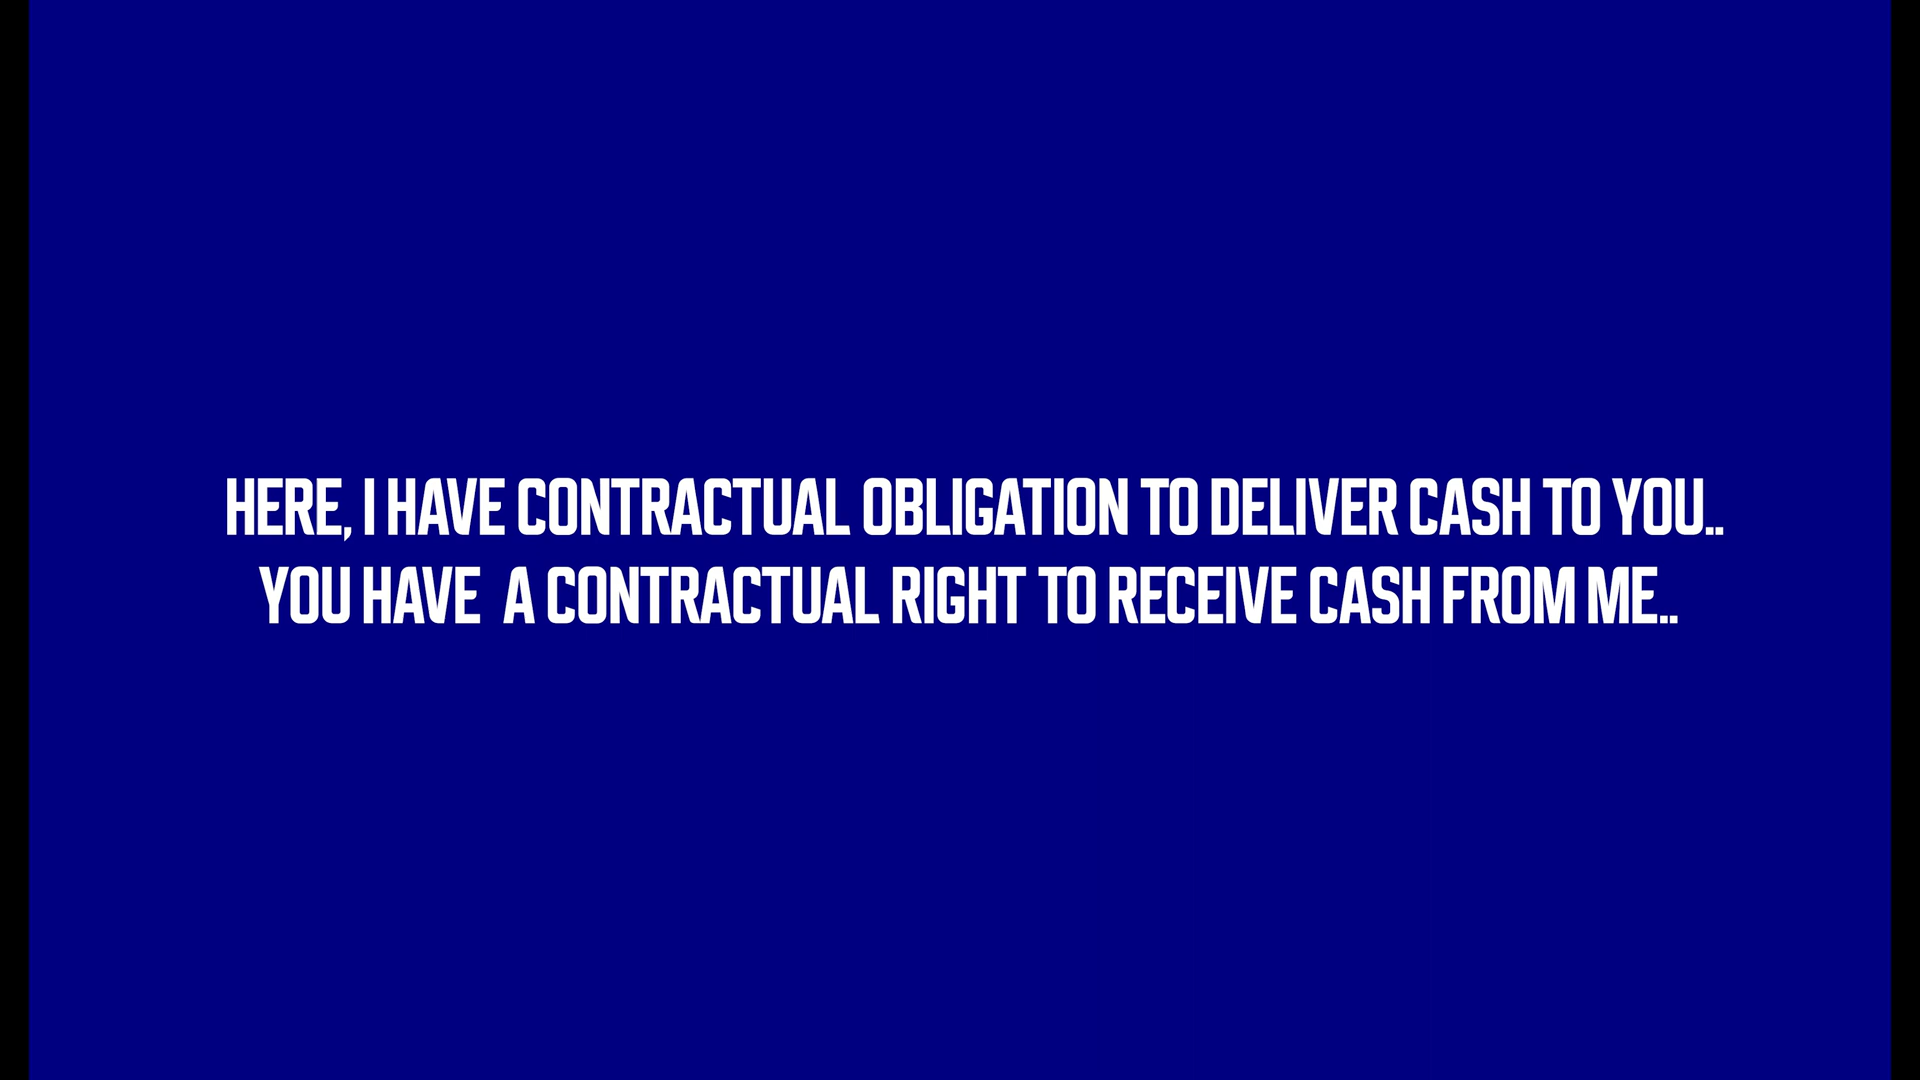 HERE, I HAVE CONTRACTUAL OBLIGATION TO DELIVER CASH TO YOU..
YOU HAVE  A CONTRACTUAL RIGHT TO RECEIVE CASH FROM ME..